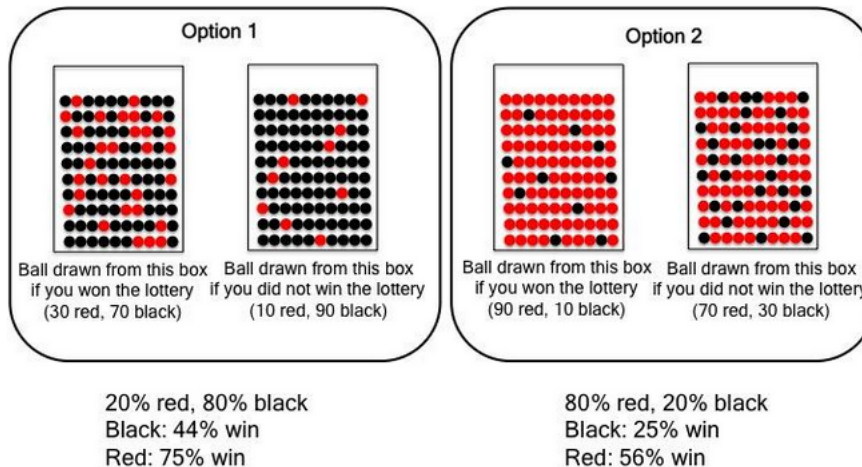 Option 1
Ball drawn from this box
if you won the lottery
(30 red, 70 black)
Ball drawn from this box
if you did not win the lottery
(10 red, 90 black)
20% red, 80% black
Black: 44% win
Red: 75% win
Option 2
Ball drawn from this box
if you won the lottery
(90 red, 10 black)
Ball drawn from this box
if you did not win the lottery
(70 red, 30 black)
80% red, 20% black
Black: 25% win
Red: 56% win